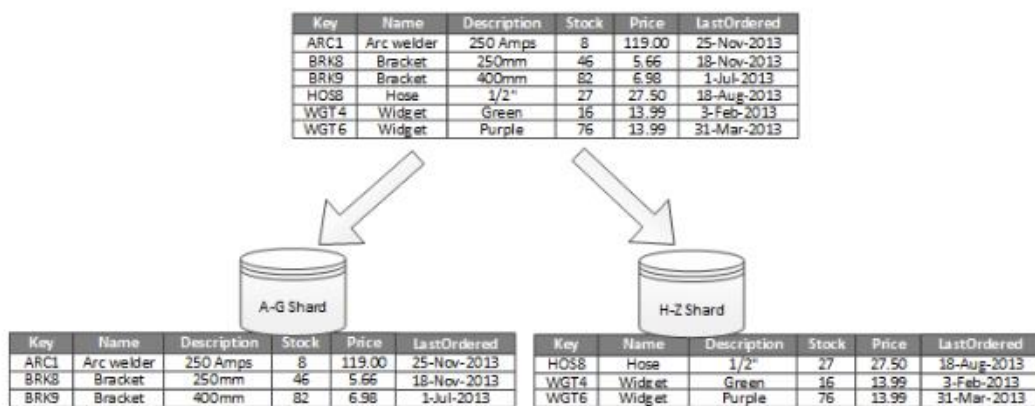 Key Name Description Stock Price LastOrdered
ARC1 Arc welder 250 Amps 8 119.00 25-Nov-2013
BRK8 Bracket 250mm 46 5.66 18-Nov-2013
BRK9 Bracket 400mm 82 6.98 1-Jul-2013
HOS8 Hose 1/2" 27 27.50 18-Aug-2013
WGT4 Widget Green 16 13.99 3-Feb-2013
WGT6 Widget Purple 76 13.99 31-Mar-2013
A-G Shard
Key Name Description Stock Price LastOrdered
ARC1 Arc welder 250 Amps 8 119.00 25-Nov-2013
BRK8 Bracket 250mm 46 5.66 18-Nov-2013
BRK9 Bracket 400mm 82 6.98 1-Jul-2013
H-Z Shard
Key Name Description Stock Price LastOrdered
HOS8 Hose 1/2" 27 27.50 18-Aug-2013
WGT4 Widget Green 16 13.99 3-Feb-2013
WGT6 Widget Purple 76 13.99 31-Mar-2013